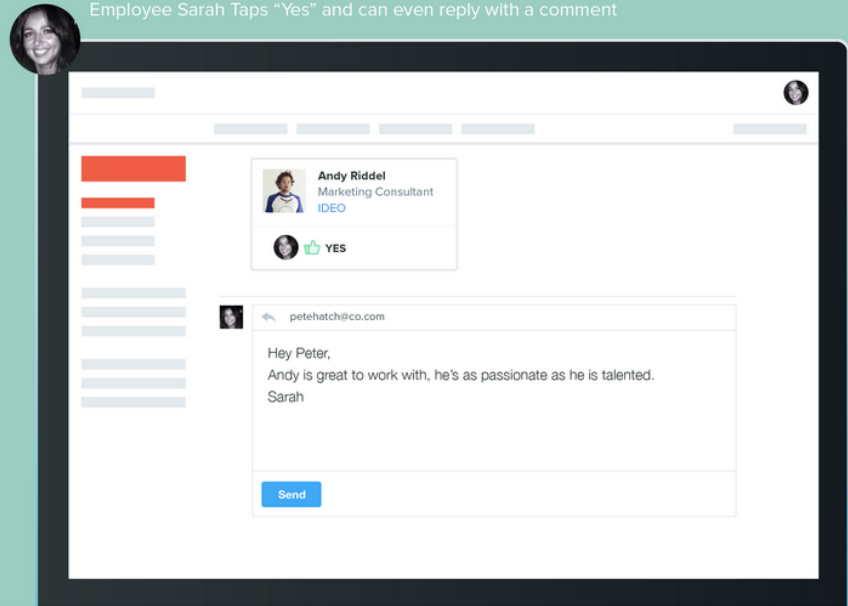 Employee Sarah Taps “Yes” and can even reply with a comment
Andy Riddel
Marketing Consultant
IDEO
YES
petehatch@co.com
Hey Peter,
Andy is great to work with, he's as passionate as he is talented.
Sarah
Send